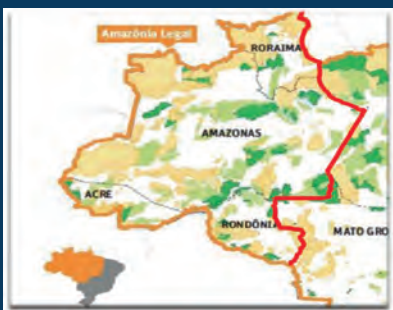 Amazônia Legal
RORAIMA
AMAZONAS
ACRE
RONDÔNIA
MATO GRO